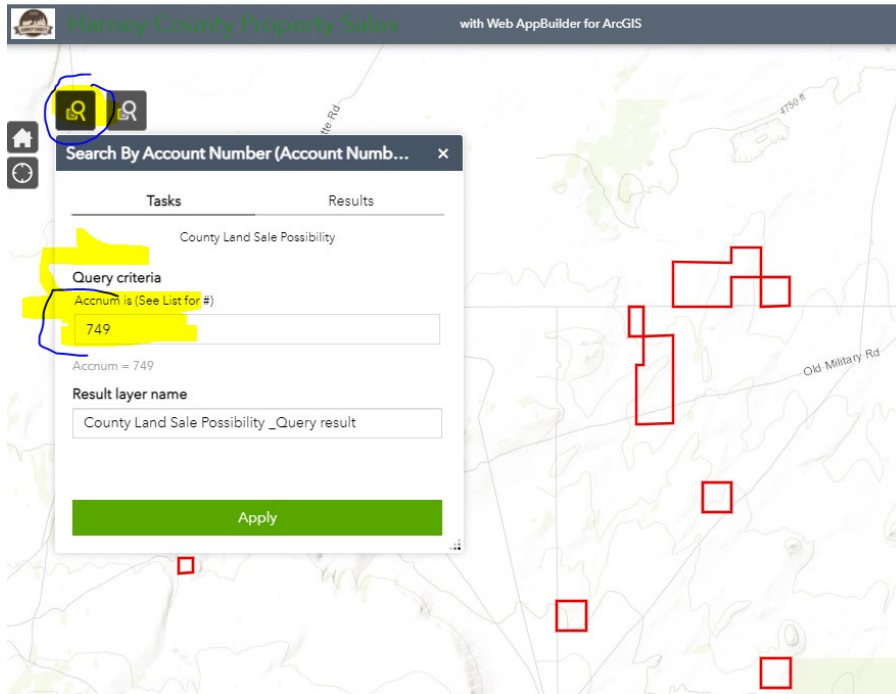 Harney County Property Sales
with Web AppBuilder for ArcGIS
4750 ft
tte Rd
Search By Account Number (Account Numb...
×
Tasks
Results
County Land Sale Possibility
Query criteria
Accnum is (See List for #)
749
Accnum = 749
Old Military Rd
Result layer name
County Land Sale Possibility _Query result
Apply